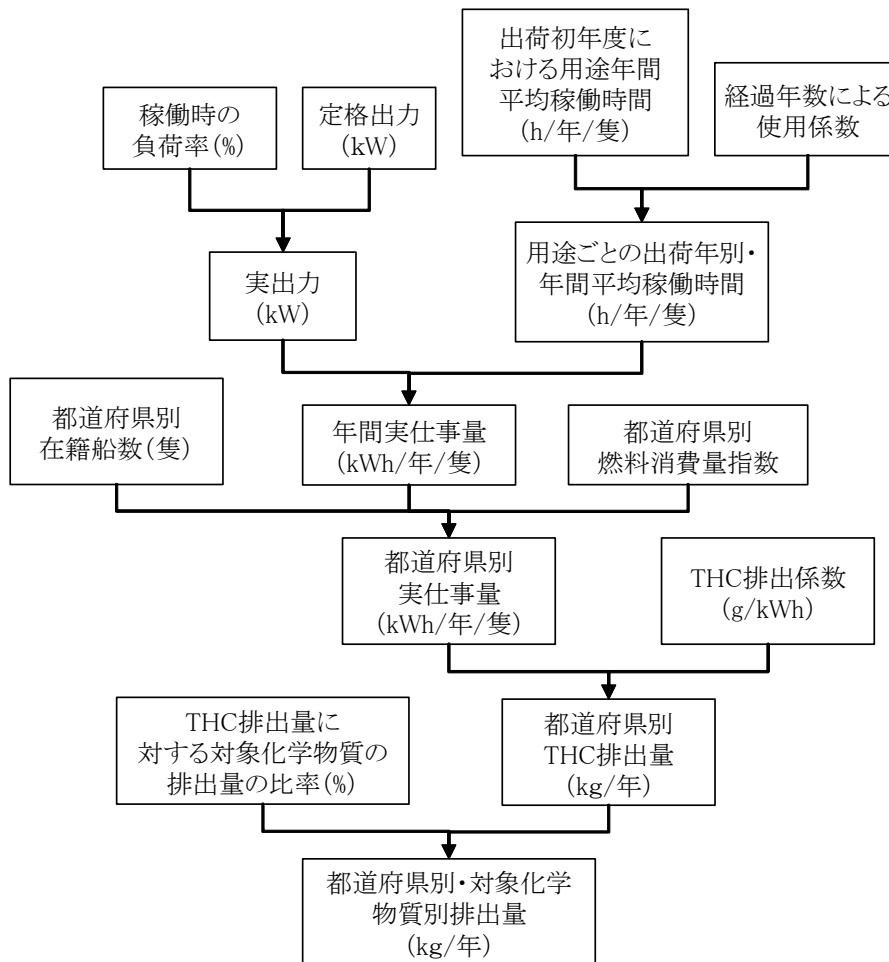 稼働時の
負荷率(%)
定格出力
(kW)
出荷初年度に
おける用途年間
平均稼働時間
(h/年/隻)
経過年数による
使用係数
実出力
(kW)
用途ごとの出荷年別・
年間平均稼働時間
(h/年/隻)
都道府県別
在籍船数(隻)
年間実仕事量
(kWh/年/隻)
都道府県別
燃料消費量指数
都道府県別
実仕事量
(kWh/年/隻)
THC排出係数
(g/kWh)
THC排出量に
対する対象化学物質の
排出量の比率(%)
都道府県別
THC排出量
(kg/年)
都道府県別・対象化学
物質別排出量
(kg/年)